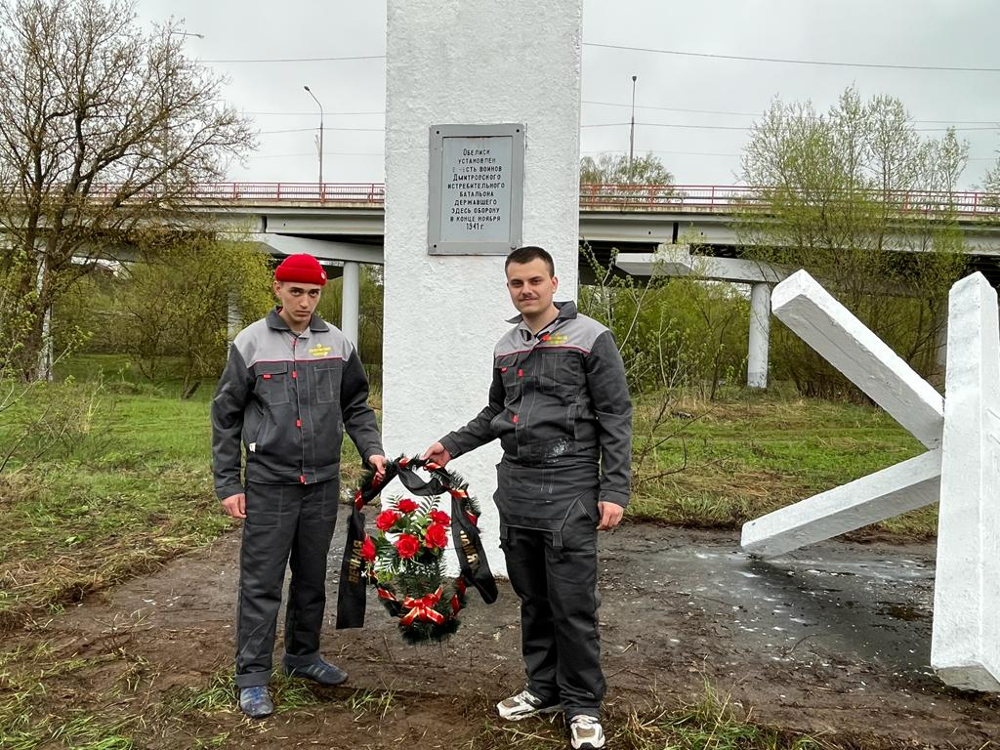 Обелиск
установлен
в честь воинов
Дмитровского
истребительного
батальона
державшего
здесь оборону
в конце ноября
1941 г.